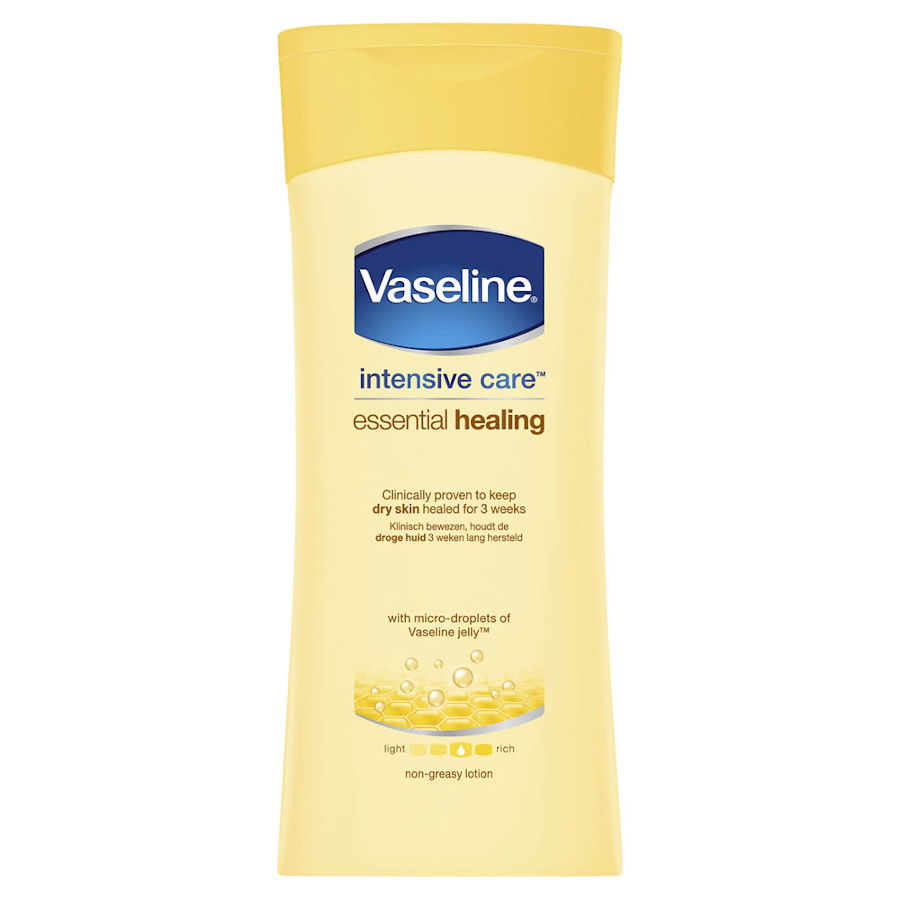 Vaseline®
intensive care™
essential healing
Clinically proven to keep
dry skin healed for 3 weeks
Klinisch bewezen, houdt de
droge huid 3 weken lang hersteld
with micro-droplets of
Vaseline jelly™
light rich
non-greasy lotion